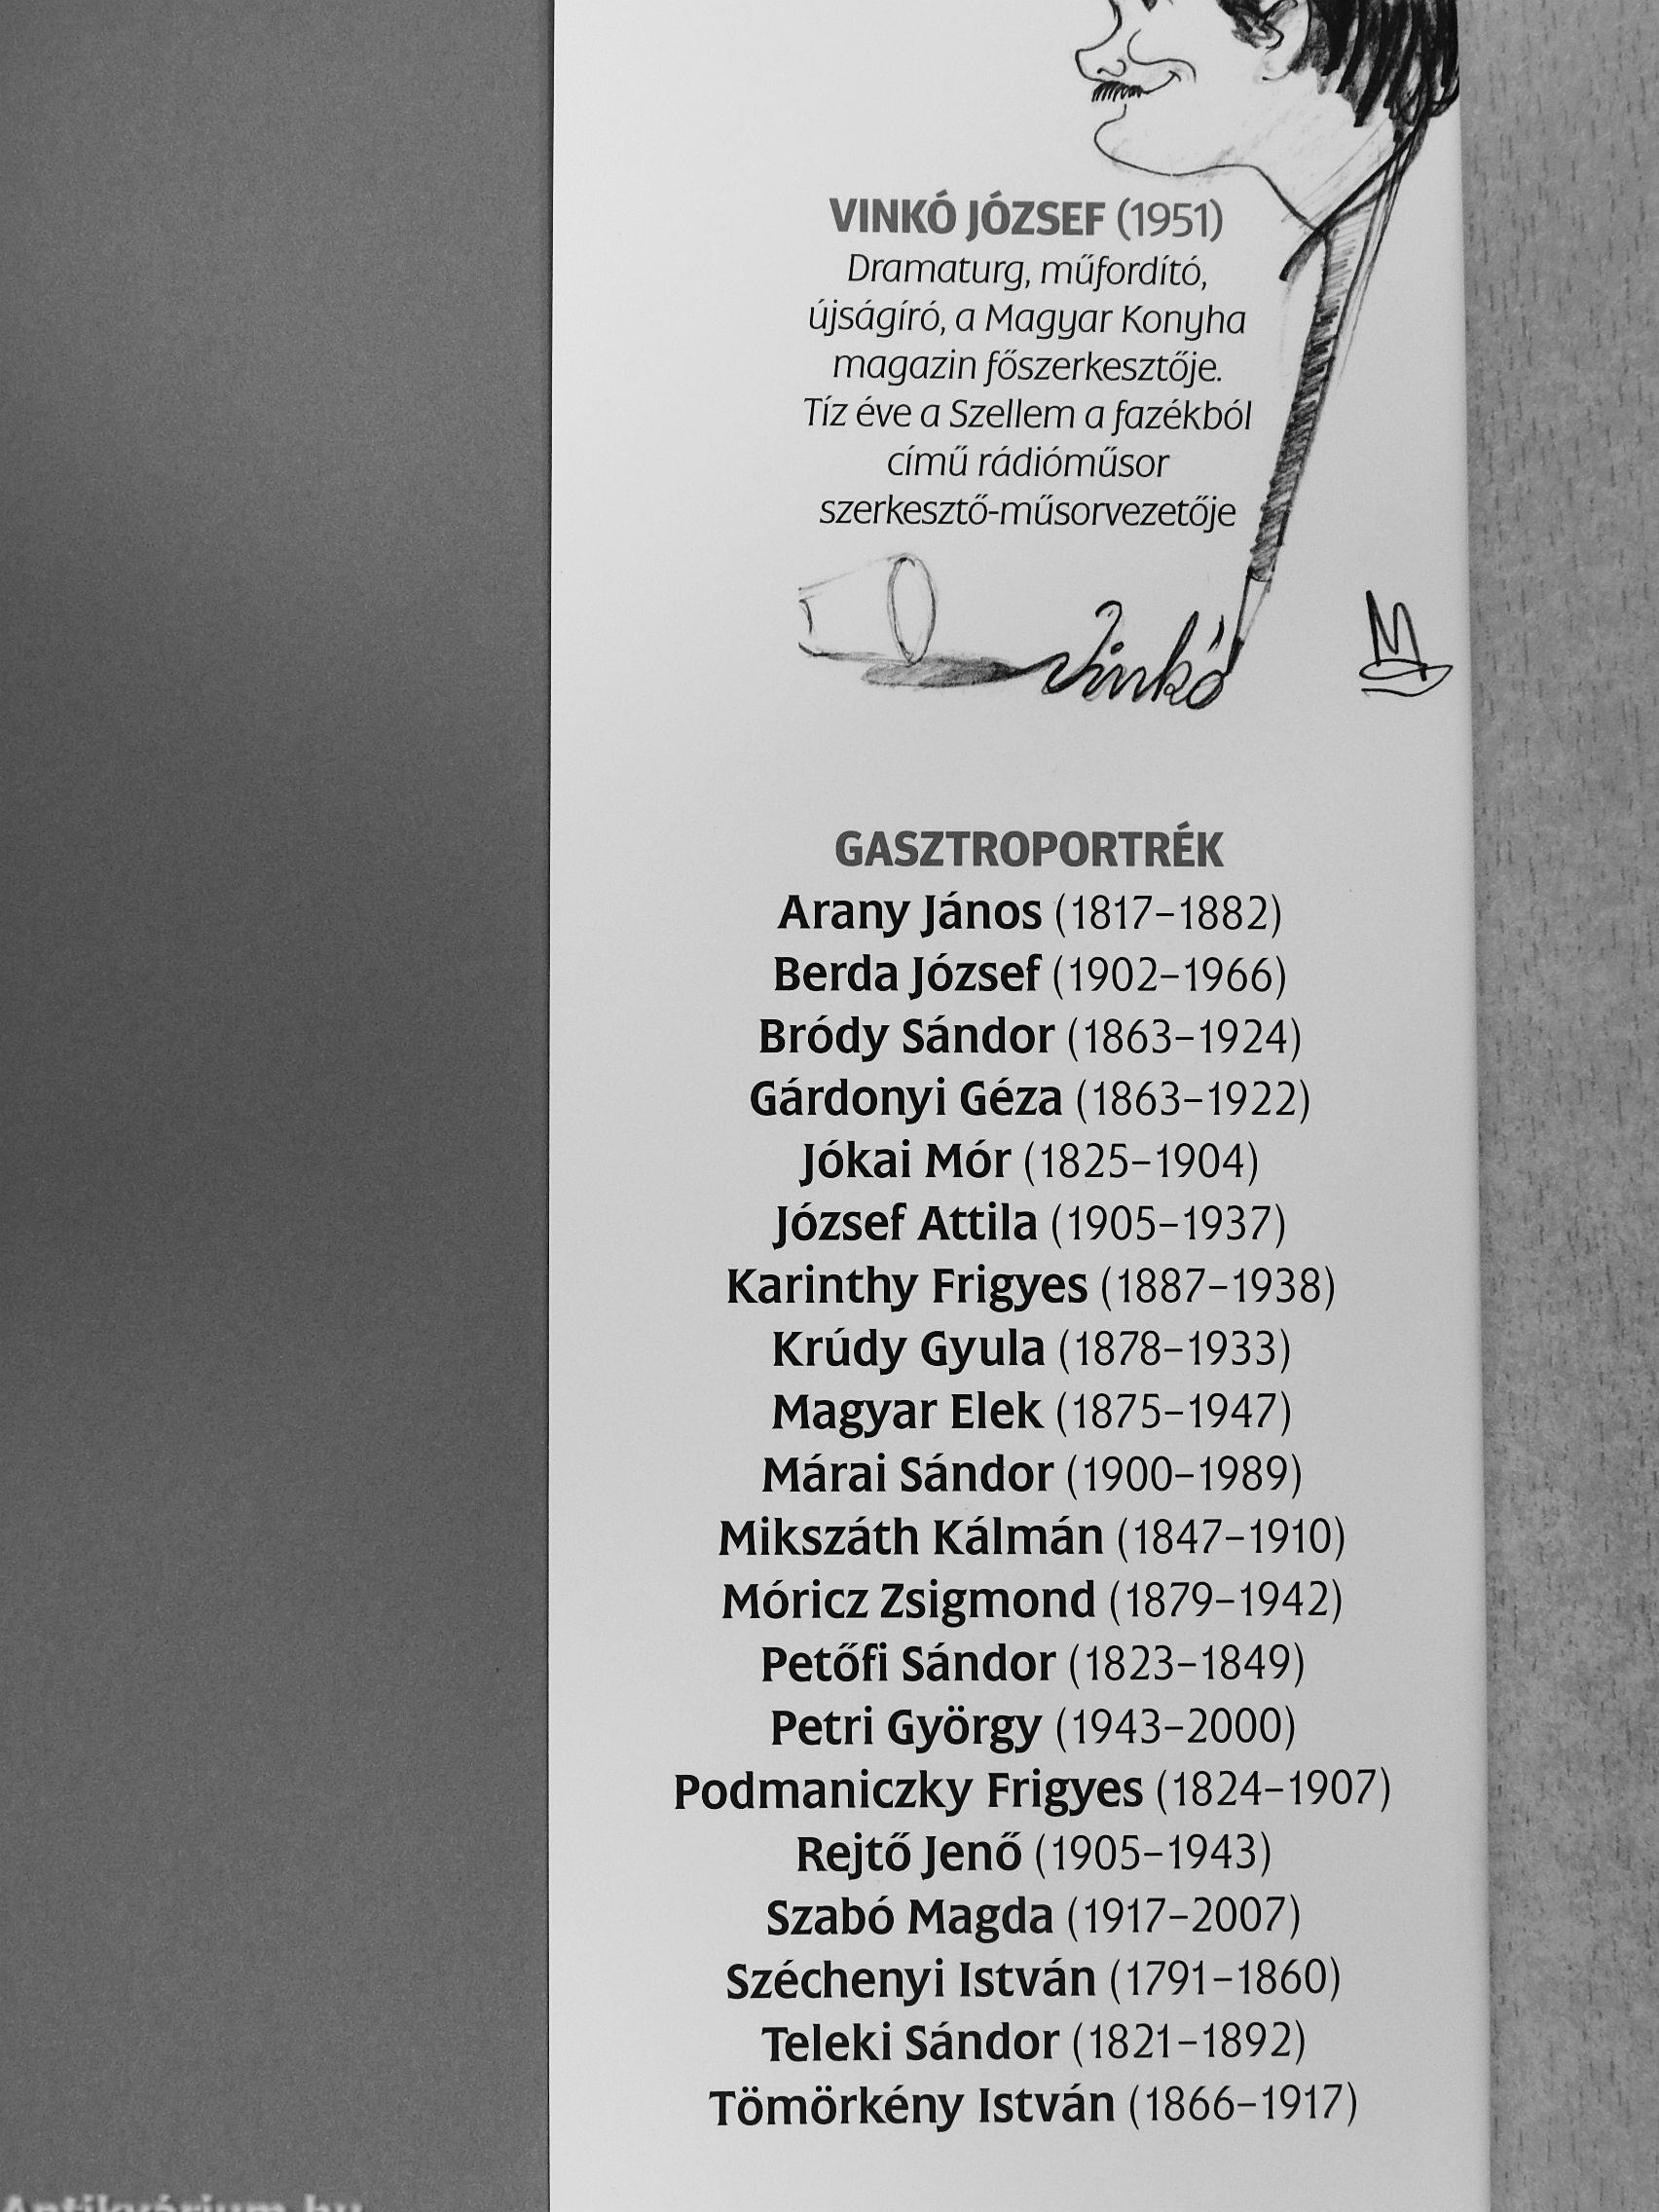 VINKÓ JÓZSEF (1951)
Dramaturg, műfordító,
újságíró, a Magyar Konyha
magazin főszerkesztője.
Tíz éve a Szellem a fazékból
című rádióműsor
szerkesztő-műsorvezetője
Vinkó
GASZTROPORTRÉK
Arany János (1817–1882)
Berda József (1902–1966)
Bródy Sándor (1863–1924)
Gárdonyi Géza (1863–1922)
Jókai Mór (1825–1904)
József Attila (1905–1937)
Karinthy Frigyes (1887–1938)
Krúdy Gyula (1878–1933)
Magyar Elek (1875–1947)
Márai Sándor (1900–1989)
Mikszáth Kálmán (1847–1910)
Móricz Zsigmond (1879–1942)
Petőfi Sándor (1823–1849)
Petri György (1943–2000)
Podmaniczky Frigyes (1824–1907)
Rejtő Jenő (1905–1943)
Szabó Magda (1917–2007)
Széchenyi István (1791–1860)
Teleki Sándor (1821–1892)
Tömörkény István (1866–1917)
Antikvárium.hu